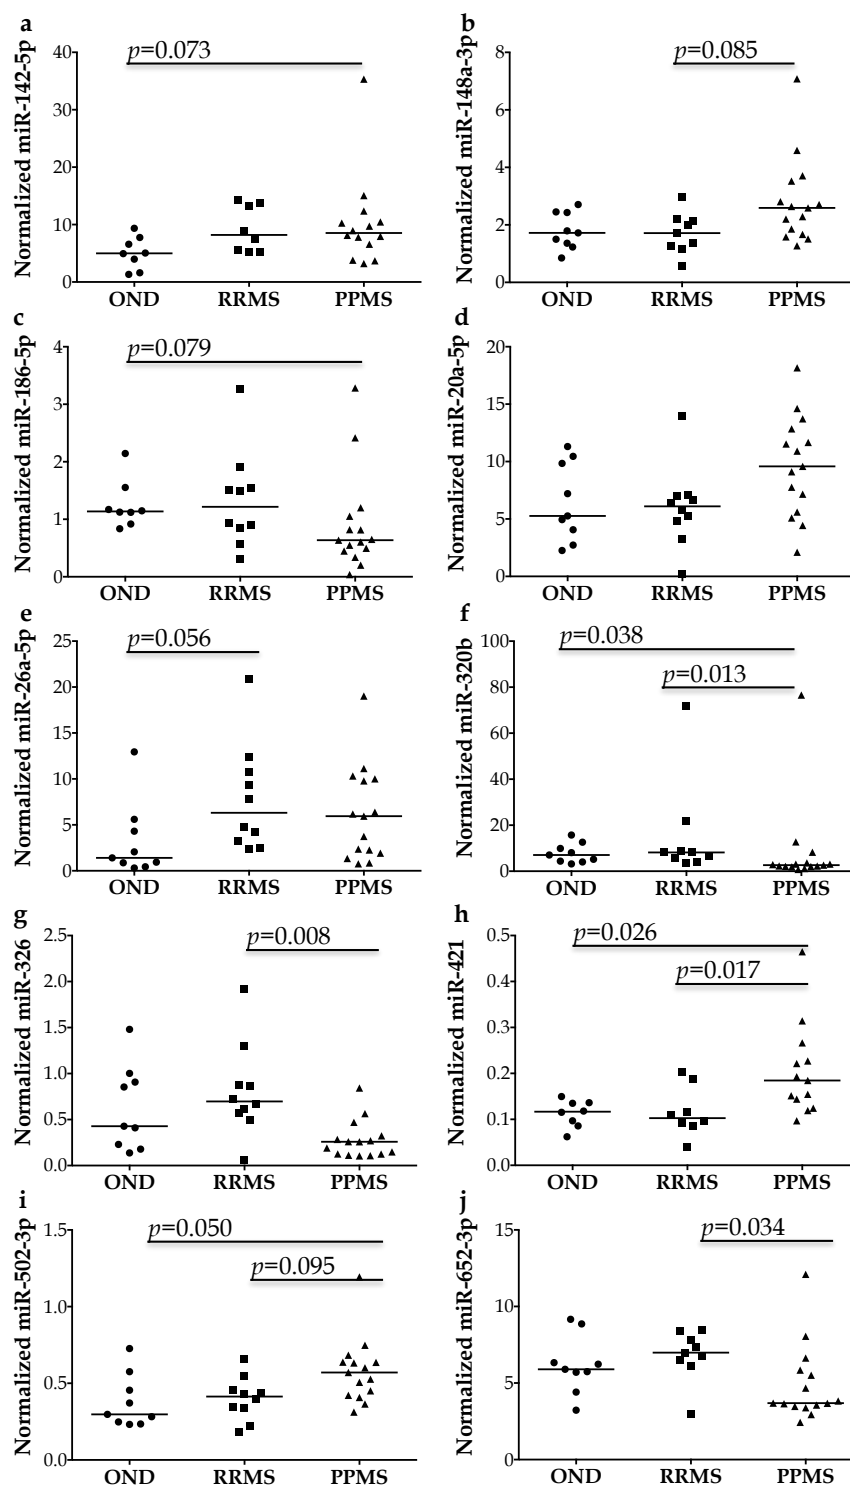 a
Normalized miR-142-5p
40
30
20
10
0
p=0.073
OND RRMS PPMS
b
Normalized miR-148a-3p
8
6
4
2
0
p=0.085
OND RRMS PPMS
c
Normalized miR-186-5p
4
3
2
1
0
p=0.079
OND RRMS PPMS
d
Normalized miR-20a-5p
20
15
10
5
0
OND RRMS PPMS
e
Normalized miR-26a-5p
25
20
15
10
5
0
p=0.056
OND RRMS PPMS
f
Normalized miR-320b
100
80
60
40
20
0
p=0.038
p=0.013
OND RRMS PPMS
g
Normalized miR-326
2.5
2.0
1.5
1.0
0.5
0.0
p=0.008
OND RRMS PPMS
h
Normalized miR-421
0.5
0.4
0.3
0.2
0.1
0.0
p=0.026
p=0.017
OND RRMS PPMS
i
Normalized miR-502-3p
1.5
1.0
0.5
0.0
p=0.050
p=0.095
OND RRMS PPMS
j
Normalized miR-652-3p
15
10
5
0
p=0.034
OND RRMS PPMS